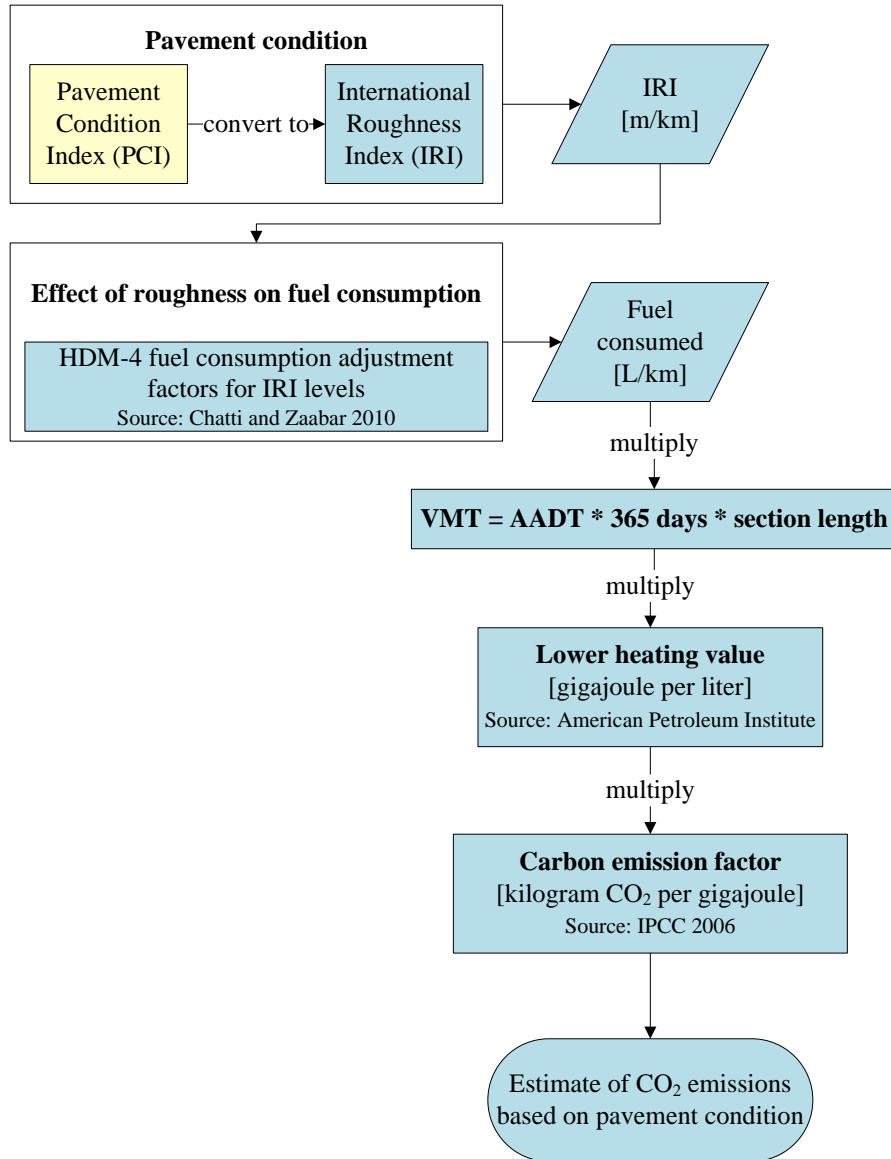 Pavement condition
Pavement
Condition
Index (PCI)
convert to
International
Roughness
Index (IRI)
IRI
[m/km]
Effect of roughness on fuel consumption
HDM-4 fuel consumption adjustment
factors for IRI levels
Source: Chatti and Zaabar 2010
Fuel
consumed
[L/km]
multiply
VMT = AADT * 365 days * section length
multiply
Lower heating value
[gigajoule per liter]
Source: American Petroleum Institute
multiply
Carbon emission factor
[kilogram CO₂ per gigajoule]
Source: IPCC 2006
Estimate of CO₂ emissions
based on pavement condition